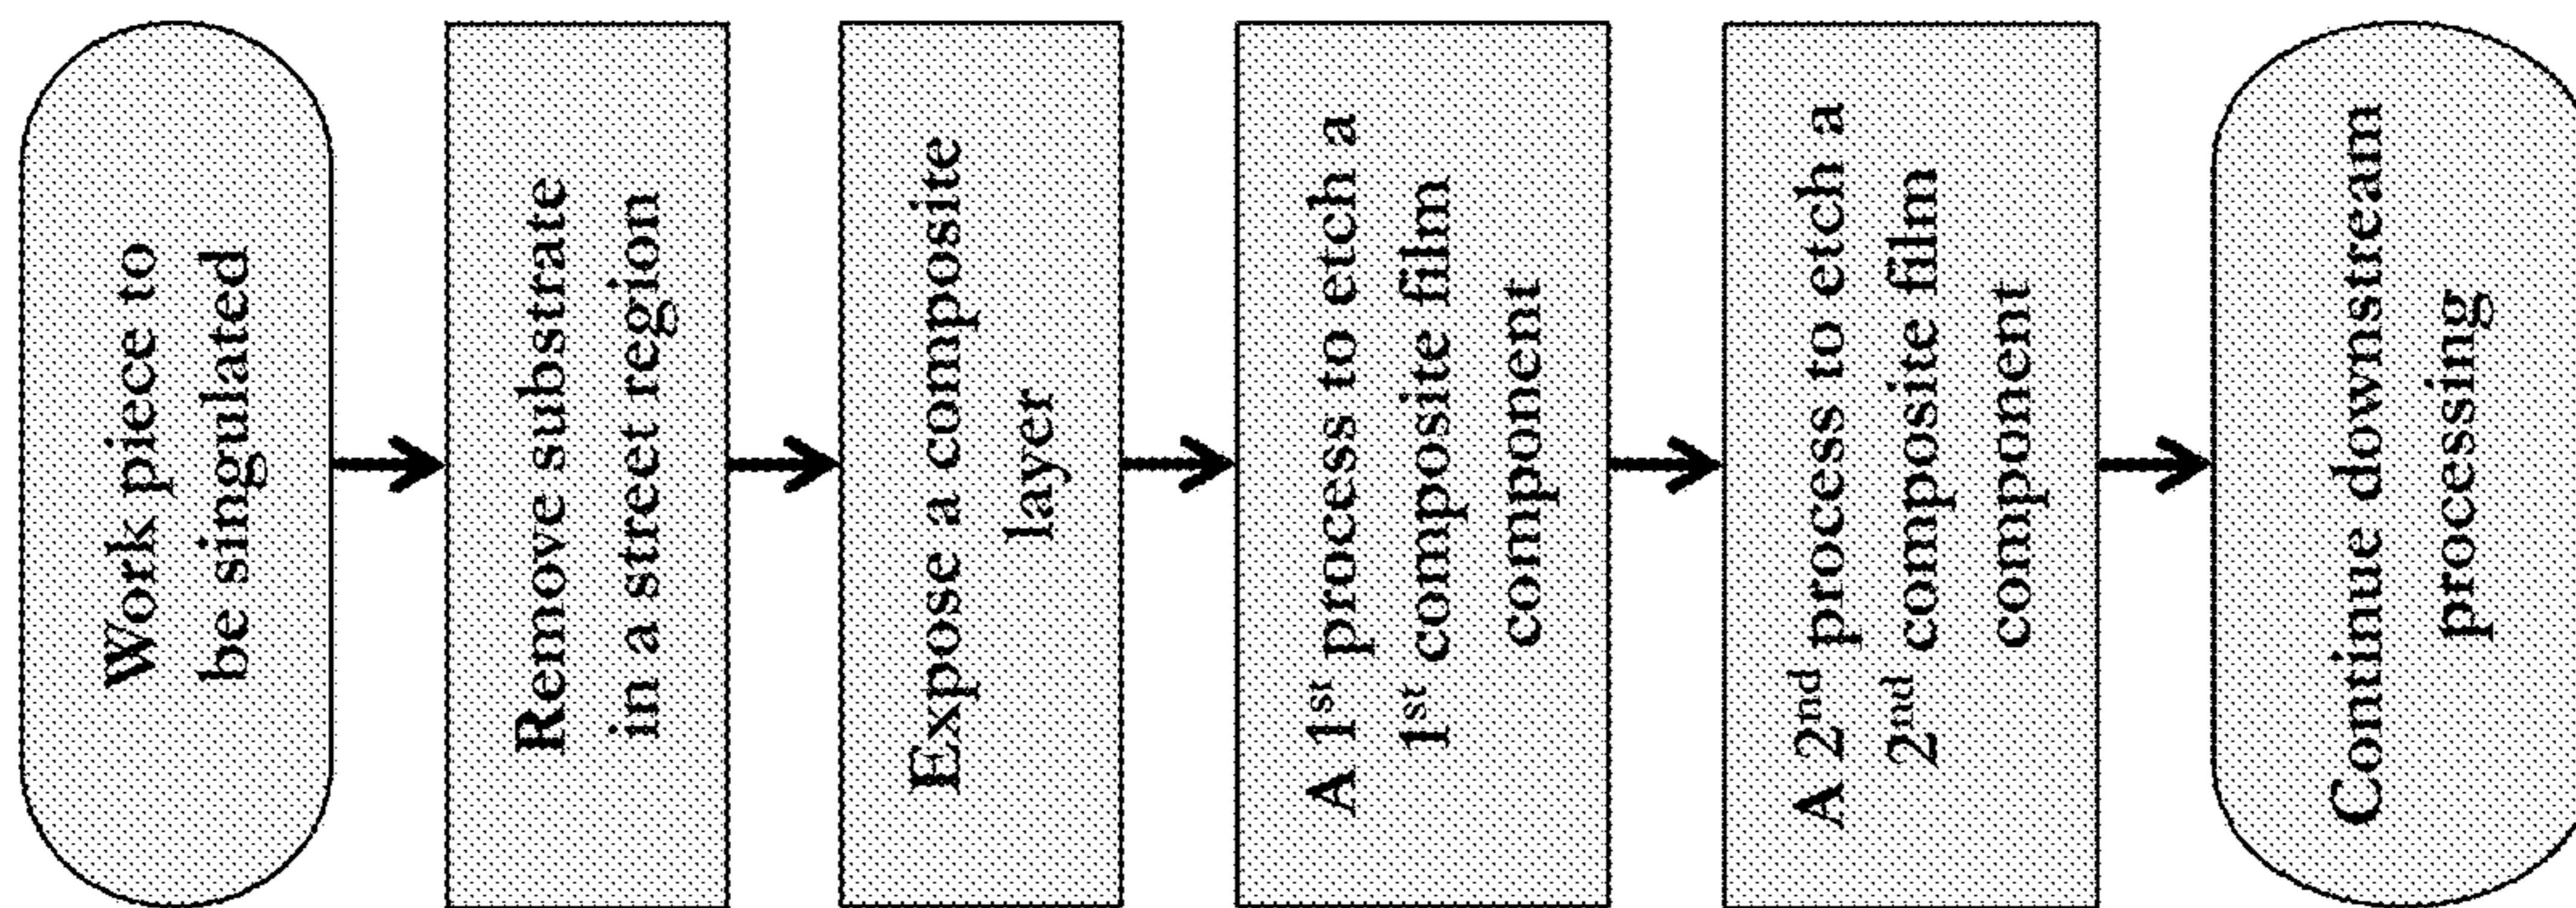 Work piece to
be singulated
Remove substrate
in a street region
Expose a composite
layer
A 1st process to etch a
1st composite film
component
A 2nd process to etch a
2nd composite film
component
Continue downstream
processing